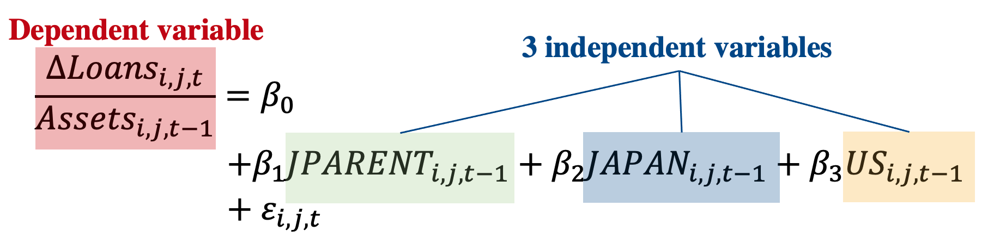 Dependent variable
3 independent variables
ΔLoans_{i,j,t}
Assets_{i,j,t−1}
= β_0
+β_1 JPARENT_{i,j,t−1} + β_2 JAPAN_{i,j,t−1} + β_3 US_{i,j,t−1}
+ ε_{i,j,t}